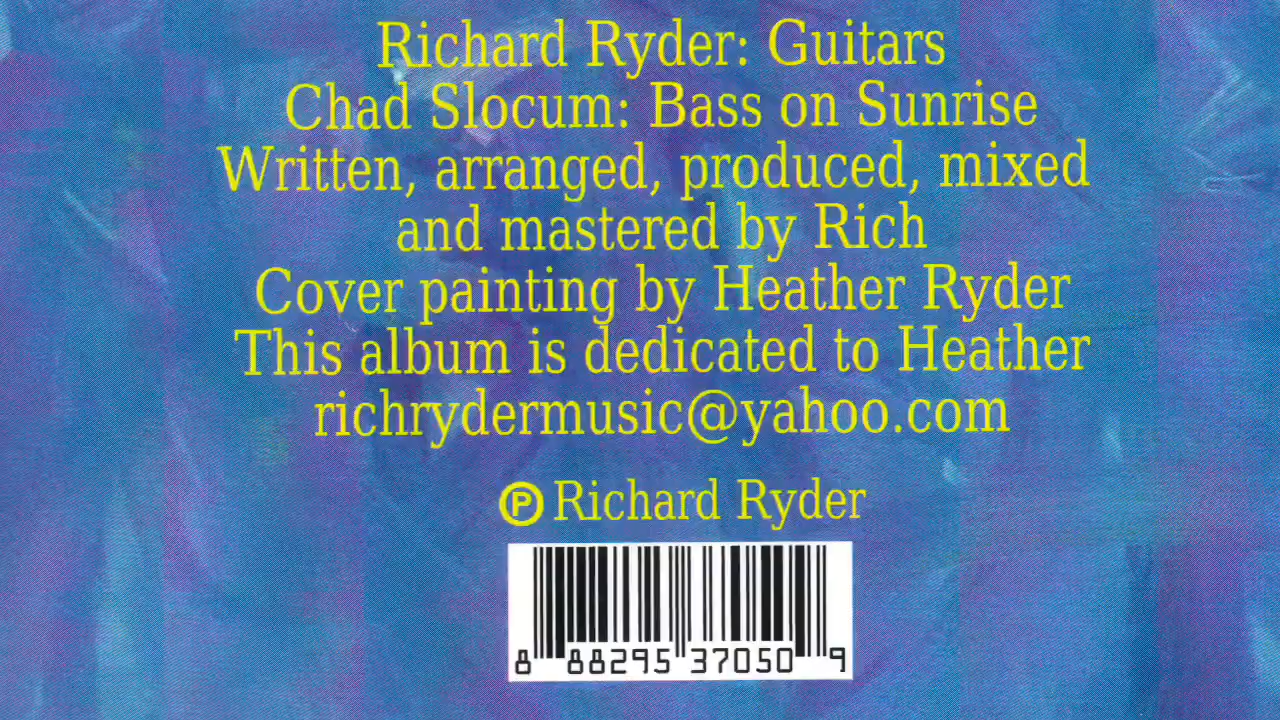 Richard Ryder: Guitars
Chad Slocum: Bass on Sunrise
Written, arranged, produced, mixed
and mastered by Rich
Cover painting by Heather Ryder
This album is dedicated to Heather
richrydermusic@yahoo.com
℗ Richard Ryder
8 88295 37050 9